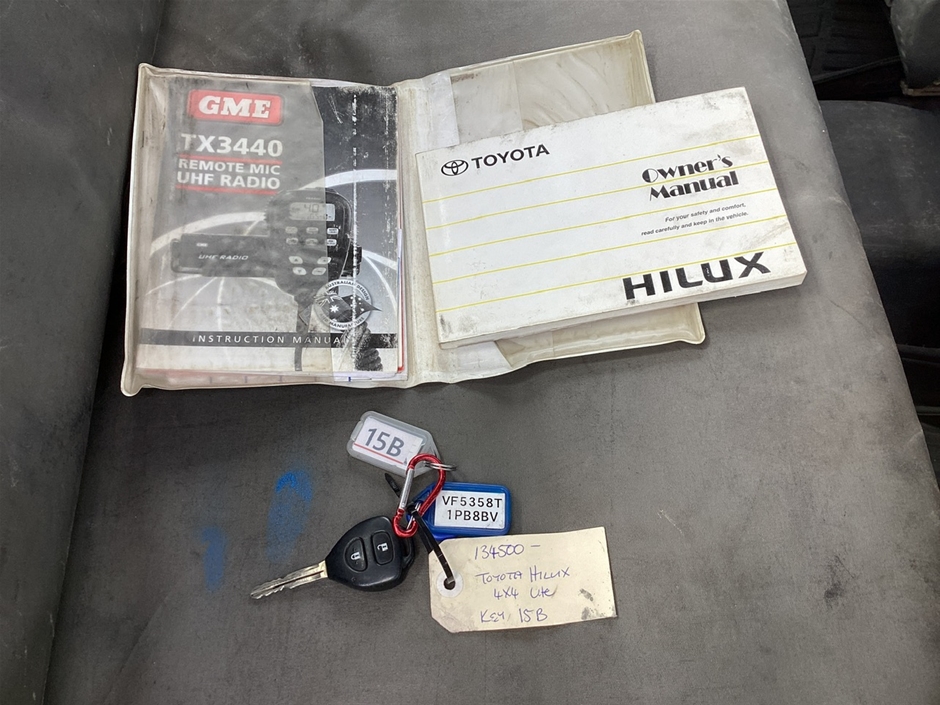 GME
TX3440
REMOTE MIC
UHF RADIO
UHF RADIO
INSTRUCTION MANUAL
TOYOTA
Owner's
Manual
For your safety and comfort,
read carefully and keep in the vehicle.
HILUX
15B
VF5358T
1PB8BV
134500-
TOYOTA HILUX
4X4 Ute
KEY 15B